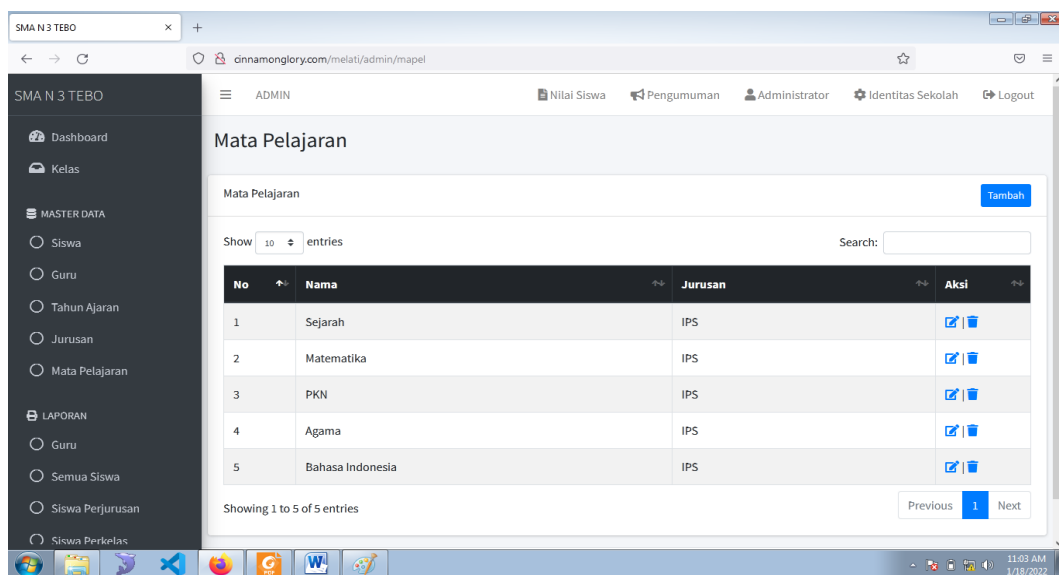 SMA N 3 TEBO
cinnamonglory.com/melati/admin/mapel
SMA N 3 TEBO
ADMIN
Nilai Siswa
Pengumuman
Administrator
Identitas Sekolah
Logout
Dashboard
Kelas
MASTER DATA
Siswa
Guru
Tahun Ajaran
Jurusan
Mata Pelajaran
LAPORAN
Guru
Semua Siswa
Siswa Perjurusan
Siswa Perkelas
Mata Pelajaran
Mata Pelajaran
Tambah
Show 10 entries
Search:
No Nama Jurusan Aksi
1 Sejarah IPS |
2 Matematika IPS |
3 PKN IPS |
4 Agama IPS |
5 Bahasa Indonesia IPS |
Showing 1 to 5 of 5 entries
Previous 1 Next
11:03 AM
1/18/2022